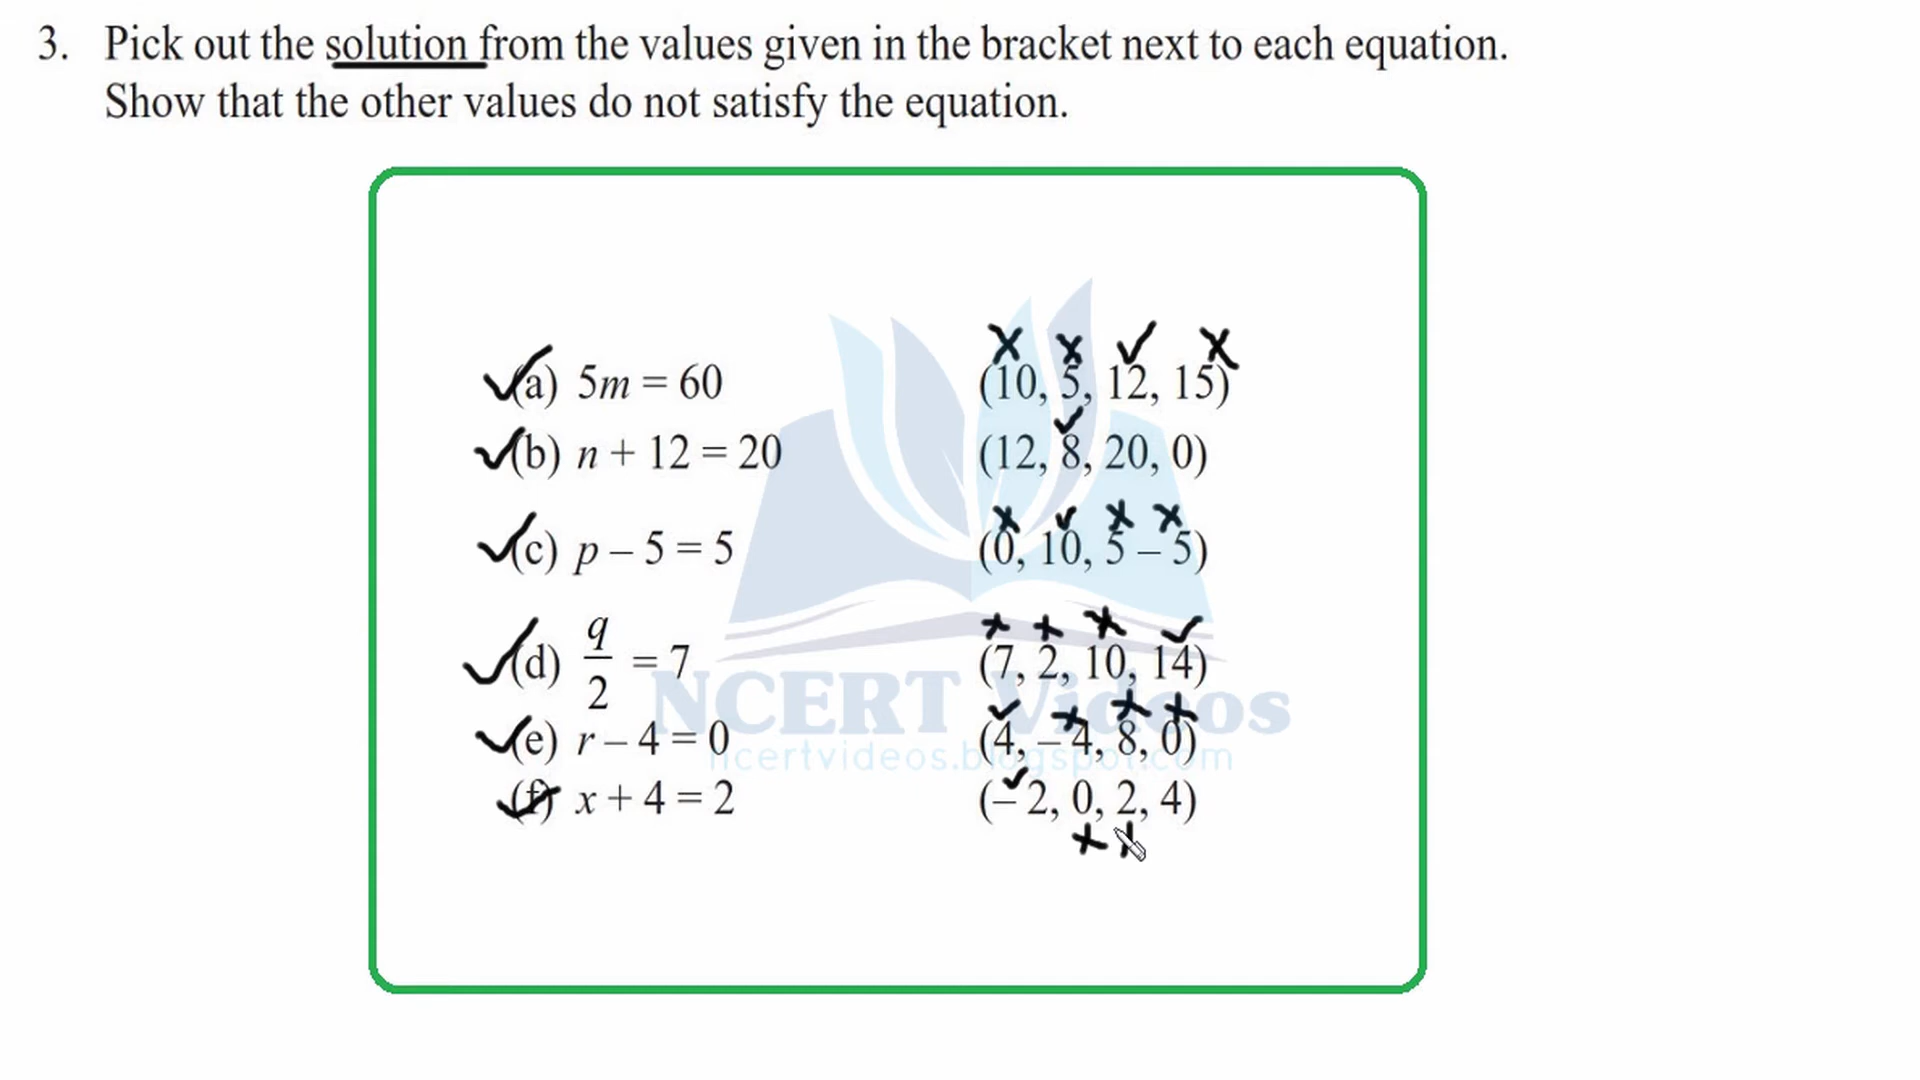 3. Pick out the solution from the values given in the bracket next to each equation.
Show that the other values do not satisfy the equation.
(a) 5m = 60 (10, 5, 12, 15)
(b) n + 12 = 20 (12, 8, 20, 0)
(c) p – 5 = 5 (0, 10, 5 – 5)
(d) q/2 = 7 (7, 2, 10, 14)
NCERT Videos
(e) r – 4 = 0 (4, – 4, 8, 0)
ncertvideos.blogspot.com
(f) x + 4 = 2 (– 2, 0, 2, 4)